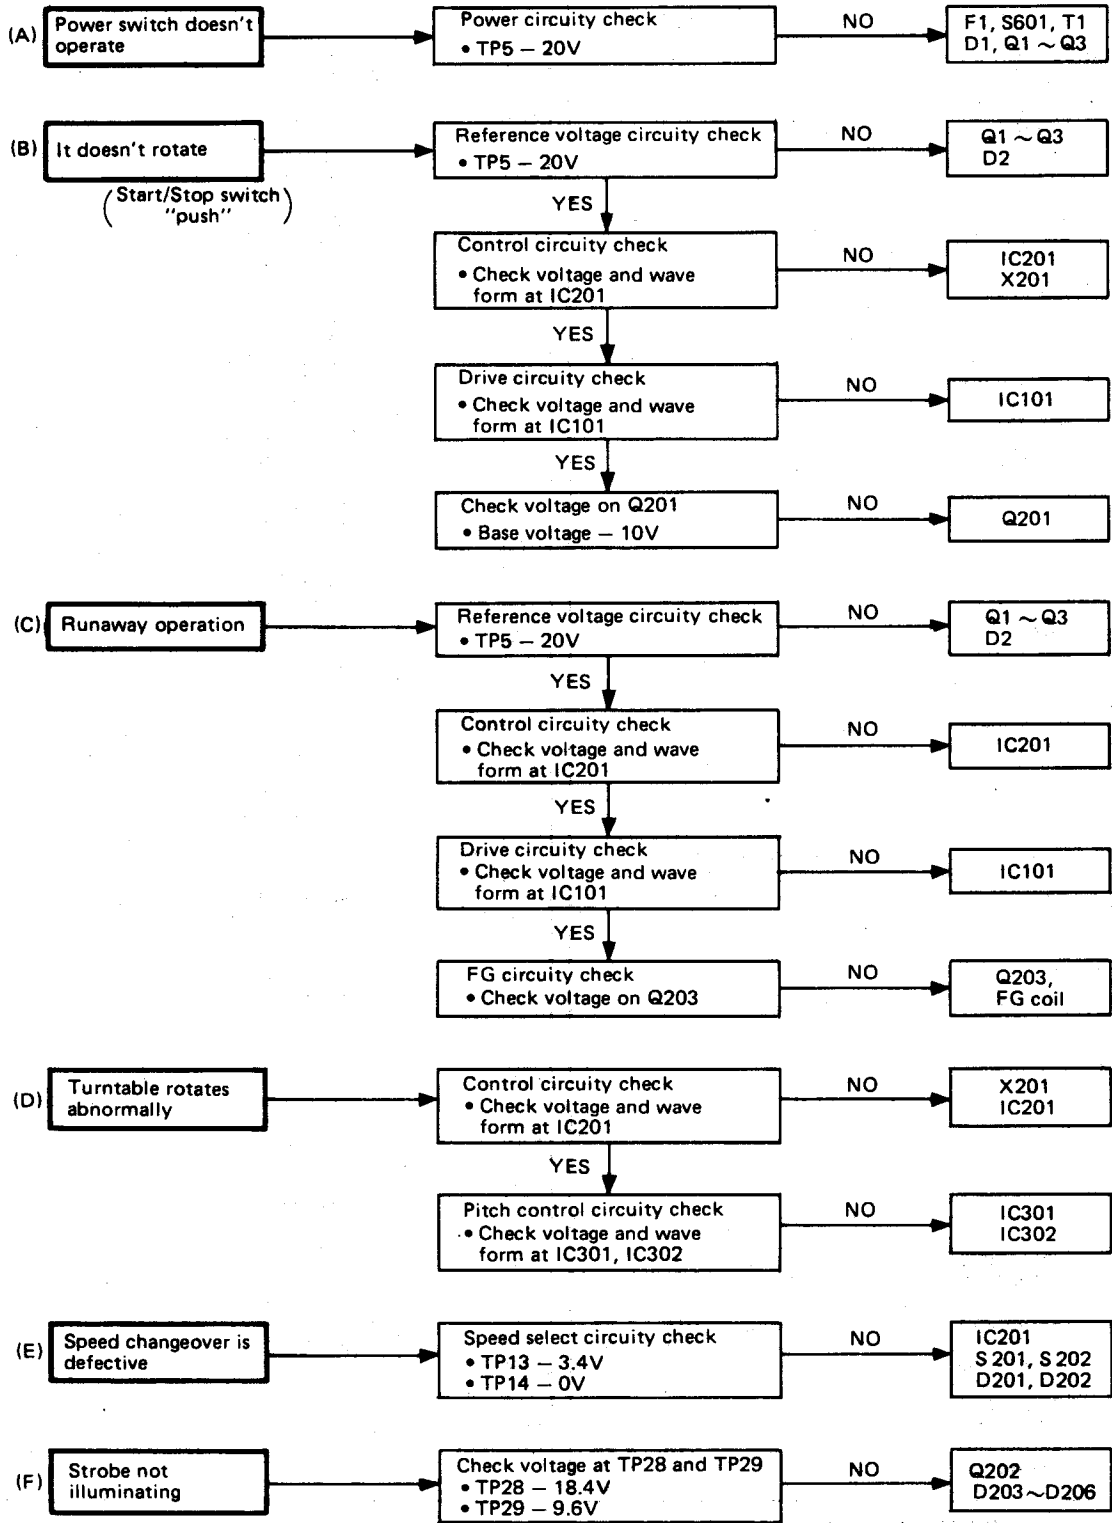 (A) Power switch doesn't
operate
Power circuity check
• TP5 – 20V
NO
F1, S601, T1
D1, Q1 ~ Q3
(B) It doesn't rotate
(Start/Stop switch
"push")
Reference voltage circuity check
• TP5 – 20V
NO
Q1 ~ Q3
D2
YES
Control circuity check
• Check voltage and wave
form at IC201
NO
IC201
X201
YES
Drive circuity check
• Check voltage and wave
form at IC101
NO
IC101
YES
Check voltage on Q201
• Base voltage – 10V
NO
Q201
(C) Runaway operation
Reference voltage circuity check
• TP5 – 20V
NO
Q1 ~ Q3
D2
YES
Control circuity check
• Check voltage and wave
form at IC201
NO
IC201
YES
Drive circuity check
• Check voltage and wave
form at IC101
NO
IC101
YES
FG circuity check
• Check voltage on Q203
NO
Q203,
FG coil
(D) Turntable rotates
abnormally
Control circuity check
• Check voltage and wave
form at IC201
NO
X201
IC201
YES
Pitch control circuity check
• Check voltage and wave
form at IC301, IC302
NO
IC301
IC302
(E) Speed changeover is
defective
Speed select circuity check
• TP13 – 3.4V
• TP14 – 0V
NO
IC201
S201, S202
D201, D202
(F) Strobe not
illuminating
Check voltage at TP28 and TP29
• TP28 – 18.4V
• TP29 – 9.6V
NO
Q202
D203~D206